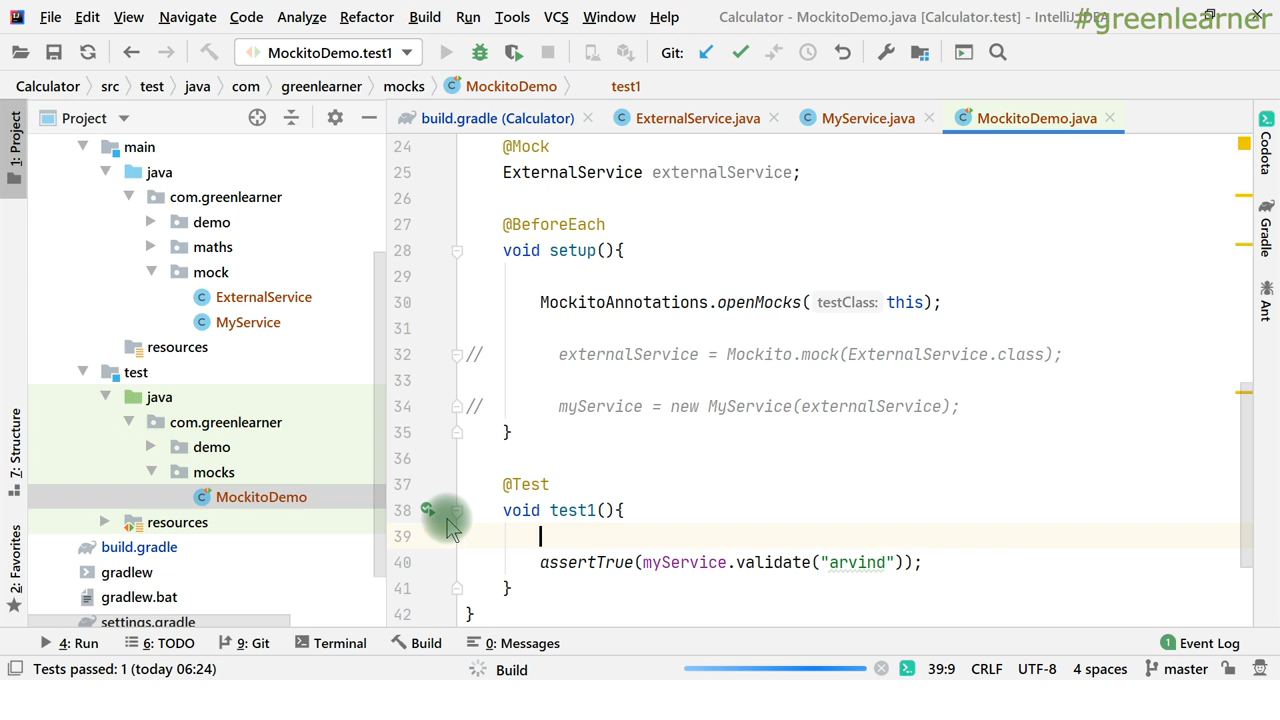 File Edit View Navigate Code Analyze Refactor Build Run Tools VCS Window Help Calculator - MockitoDemo.java [Calculator.test] - IntelliJ IDEA
#greenlearner
MockitoDemo.test1 Git:
Calculator src test java com greenlearner mocks MockitoDemo test1
Project build.gradle (Calculator) ExternalService.java MyService.java MockitoDemo.java
1: Project
7: Structure
2: Favorites
main
java
com.greenlearner
demo
maths
mock
ExternalService
MyService
resources
test
java
com.greenlearner
demo
mocks
MockitoDemo
resources
build.gradle
gradlew
gradlew.bat
settings.gradle
24 @Mock
25 ExternalService externalService;
26
27 @BeforeEach
28 void setup(){
29
30 MockitoAnnotations.openMocks( testClass: this);
31
32 // externalService = Mockito.mock(ExternalService.class);
33
34 // myService = new MyService(externalService);
35 }
36
37 @Test
38 void test1(){
39
40 assertTrue(myService.validate("arvind"));
41 }
42 }
Codota
Gradle
Ant
4: Run 6: TODO 9: Git Terminal Build 0: Messages 1 Event Log
Tests passed: 1 (today 06:24) Build 39:9 CRLF UTF-8 4 spaces master